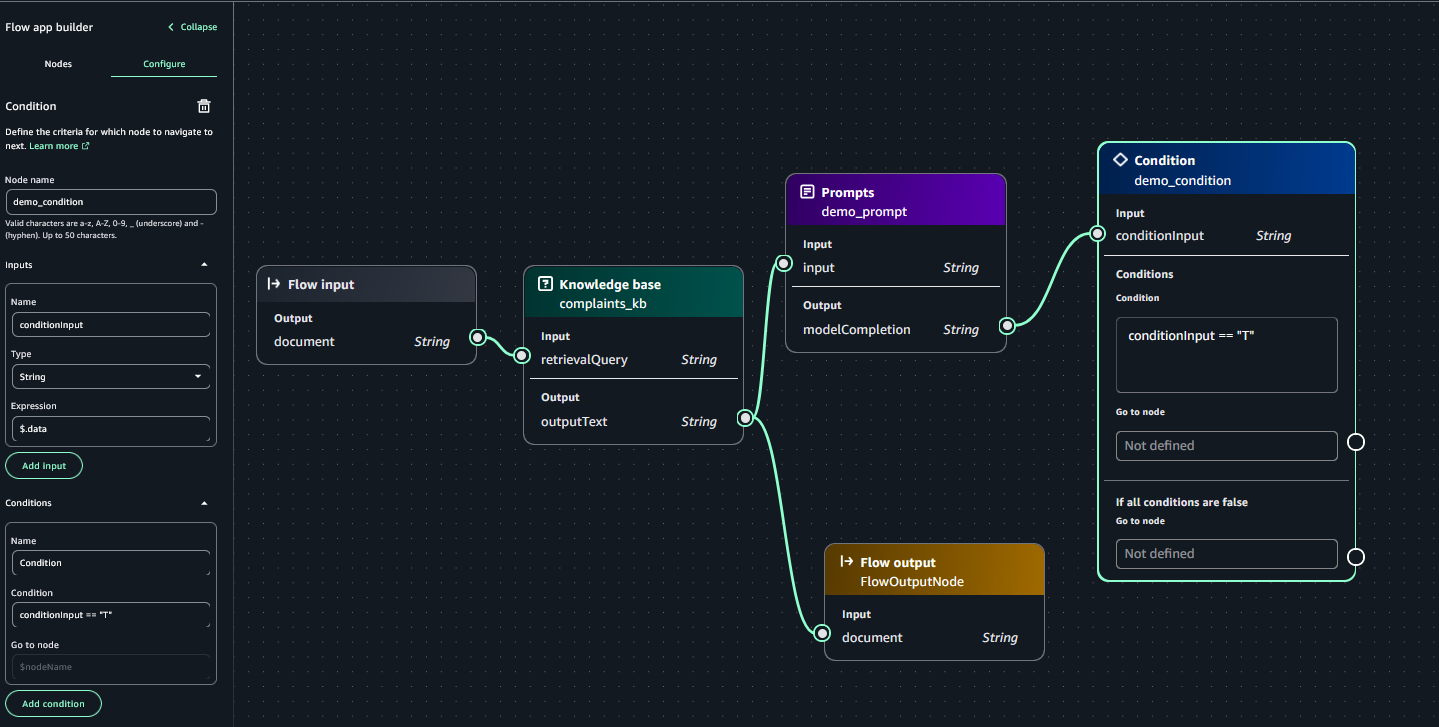 Flow app builder
Collapse
Nodes
Configure
Condition
Define the criteria for which node to navigate to
next. Learn more
Node name
demo_condition
Valid characters are a-z, A-Z, 0-9, _ (underscore) and -
(hyphen). Up to 50 characters.
Inputs
Name
conditionInput
Type
String
Expression
$.data
Add input
Conditions
Name
Condition
Condition
conditionInput == "T"
Go to node
$nodeName
Add condition
Flow input
Output
document String
Knowledge base
complaints_kb
Input
retrievalQuery String
Output
outputText String
Prompts
demo_prompt
Input
input String
Output
modelCompletion String
Flow output
FlowOutputNode
Input
document String
Condition
demo_condition
Input
conditionInput String
Conditions
Condition
conditionInput == "T"
Go to node
Not defined
If all conditions are false
Go to node
Not defined